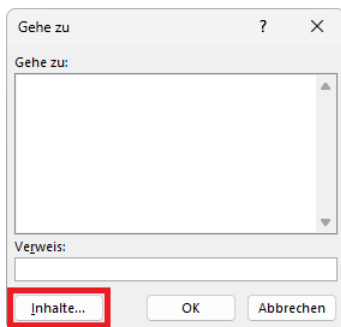 Gehe zu ? ×
Gehe zu:
Verweis:
Inhalte... OK Abbrechen